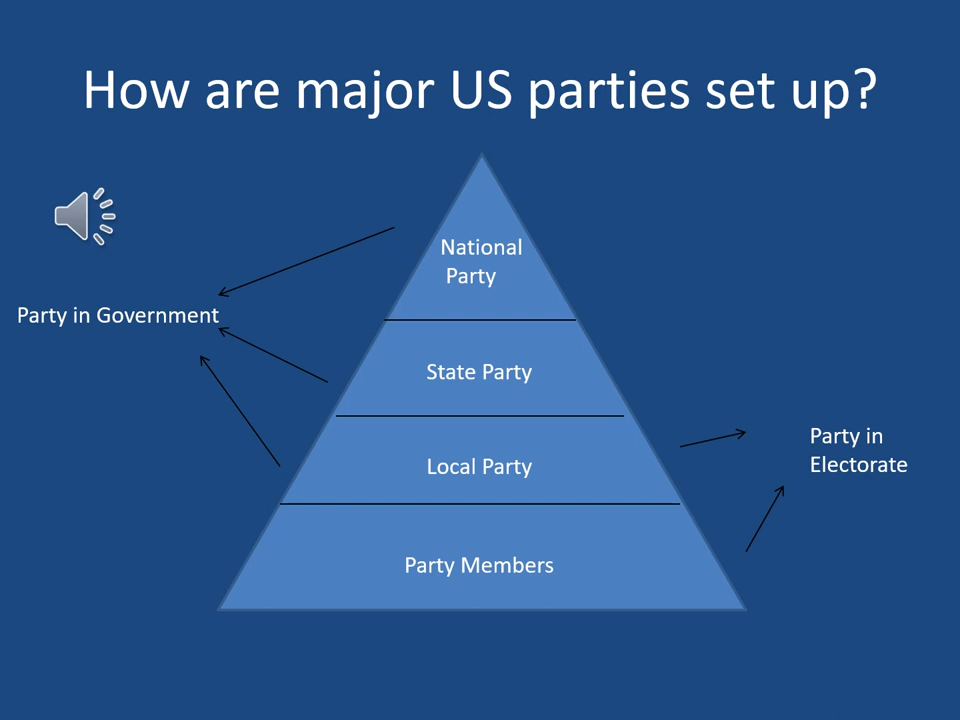 How are major US parties set up?
National
Party
Party in Government
State Party
Party in
Electorate
Local Party
Party Members